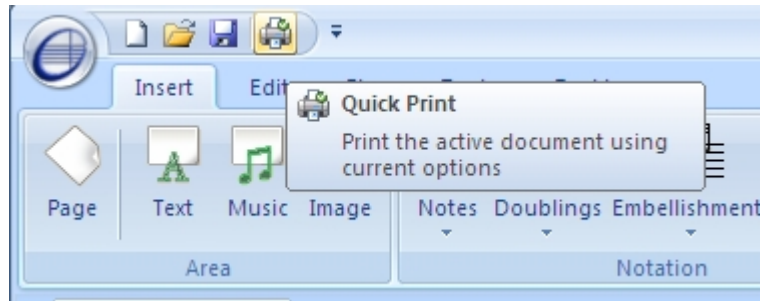 Insert Edit
Quick Print
Print the active document using
current options
Page Text Music Image Notes Doublings Embellishment
Area Notation